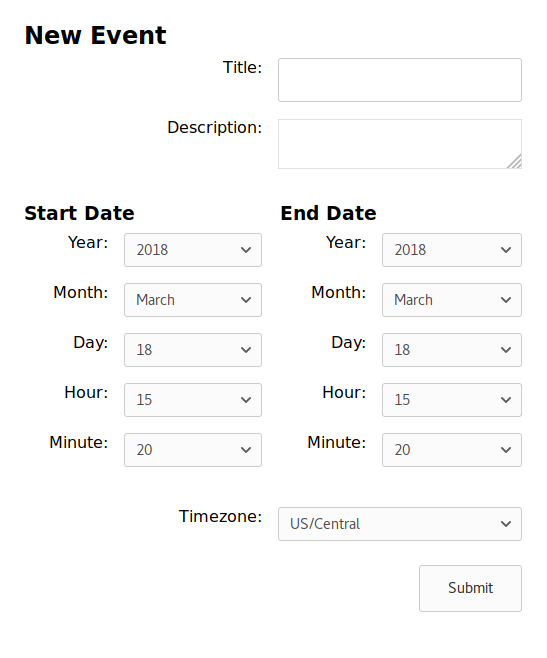 New Event
Title:
Description:
Start Date
Year: 2018
Month: March
Day: 18
Hour: 15
Minute: 20
End Date
Year: 2018
Month: March
Day: 18
Hour: 15
Minute: 20
Timezone: US/Central
Submit